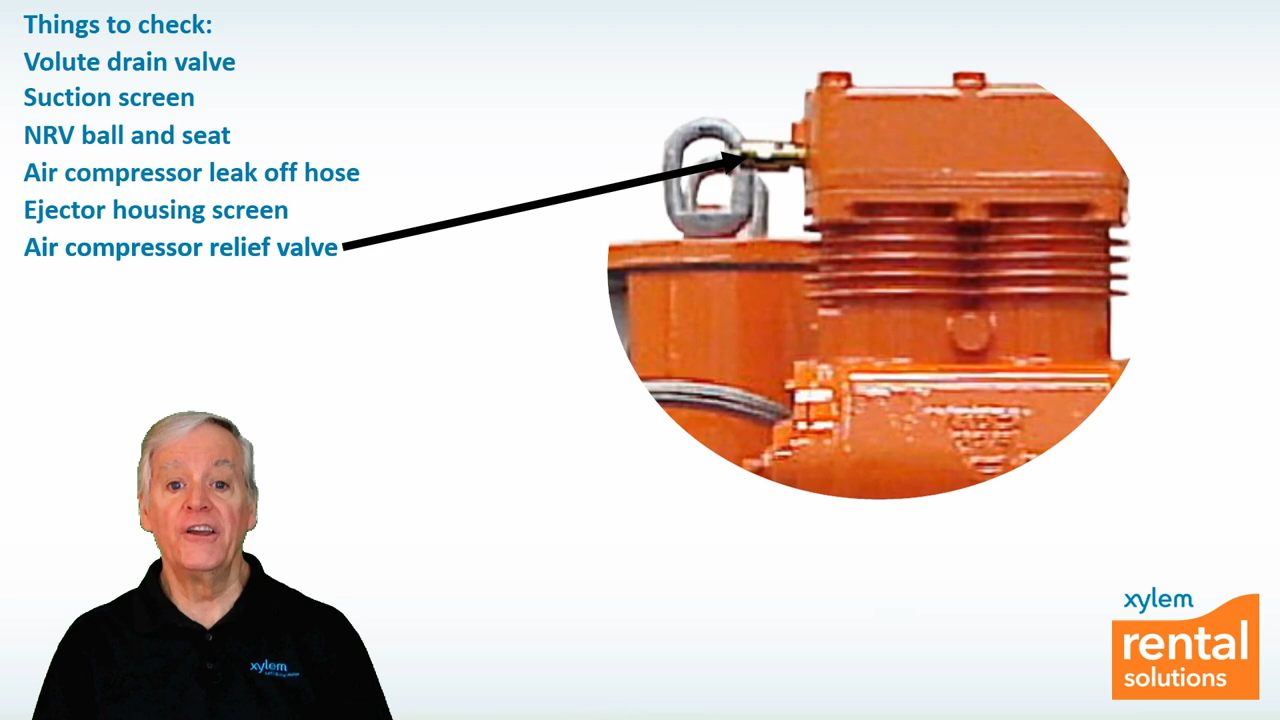 Things to check:
Volute drain valve
Suction screen
NRV ball and seat
Air compressor leak off hose
Ejector housing screen
Air compressor relief valve
xylem
xylem
rental
solutions